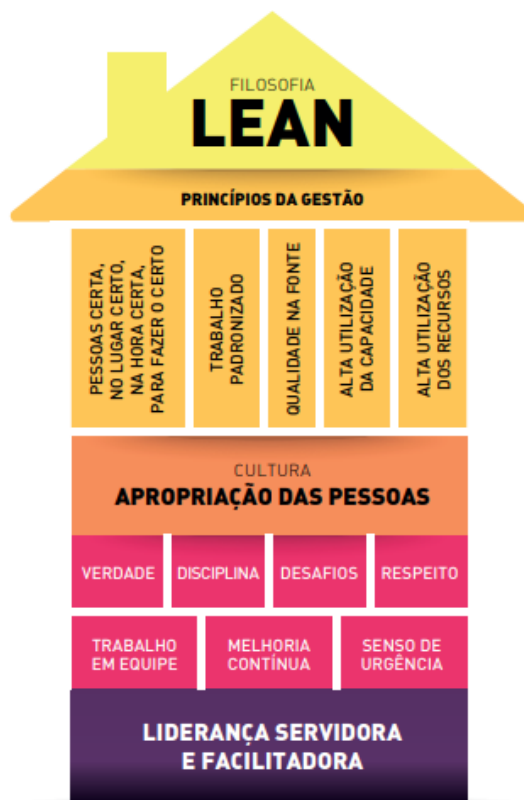 FILOSOFIA
LEAN
PRINCÍPIOS DA GESTÃO
PESSOAS CERTA,
NO LUGAR CERTO,
NA HORA CERTA,
PARA FAZER O CERTO
TRABALHO
PADRONIZADO
QUALIDADE NA FONTE
ALTA UTILIZAÇÃO
DA CAPACIDADE
ALTA UTILIZAÇÃO
DOS RECURSOS
CULTURA
APROPRIAÇÃO DAS PESSOAS
VERDADE
DISCIPLINA
DESAFIOS
RESPEITO
TRABALHO
EM EQUIPE
MELHORIA
CONTÍNUA
SENSO DE
URGÊNCIA
LIDERANÇA SERVIDORA
E FACILITADORA